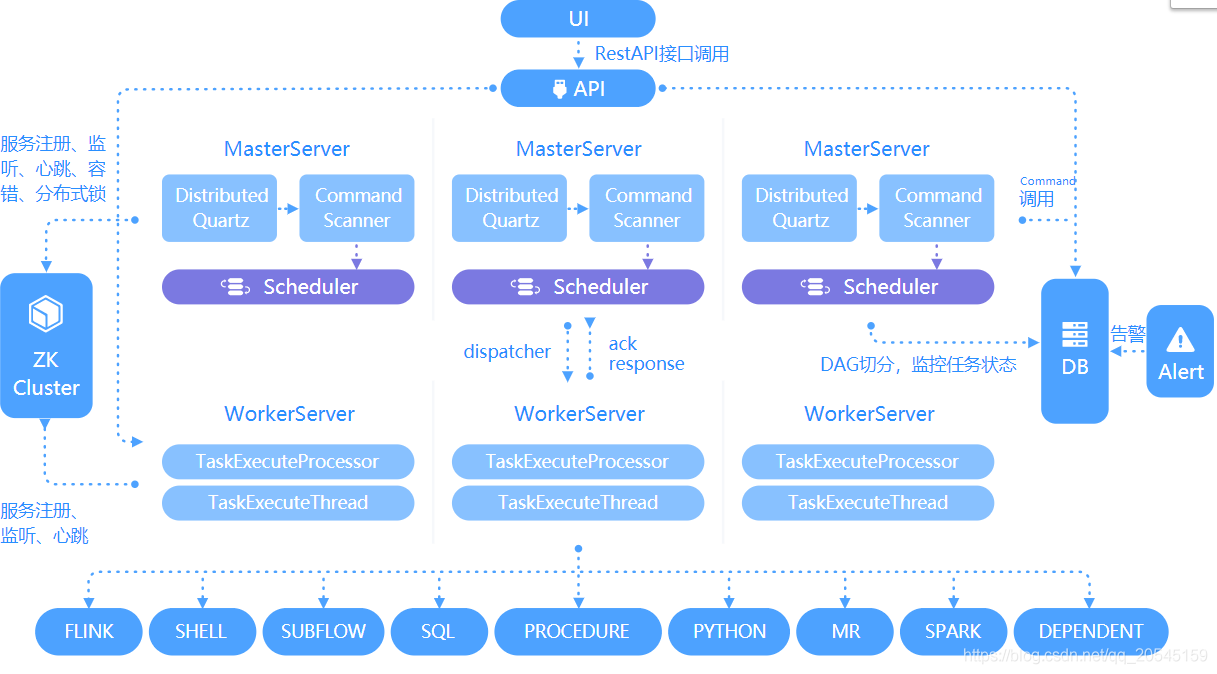 UI
RestAPI接口调用
API
服务注册、监
听、心跳、容
错、分布式锁
MasterServer
Distributed
Quartz
Command
Scanner
Scheduler
MasterServer
Distributed
Quartz
Command
Scanner
Scheduler
MasterServer
Distributed
Quartz
Command
Scanner
Scheduler
Command
调用
ZK
Cluster
dispatcher
ack
response
DAG切分，监控任务状态
DB
告警
Alert
WorkerServer
TaskExecuteProcessor
TaskExecuteThread
WorkerServer
TaskExecuteProcessor
TaskExecuteThread
WorkerServer
TaskExecuteProcessor
TaskExecuteThread
服务注册、
监听、心跳
FLINK
SHELL
SUBFLOW
SQL
PROCEDURE
PYTHON
MR
SPARK
DEPENDENT
https://blog.csdn.net/qq_20545159